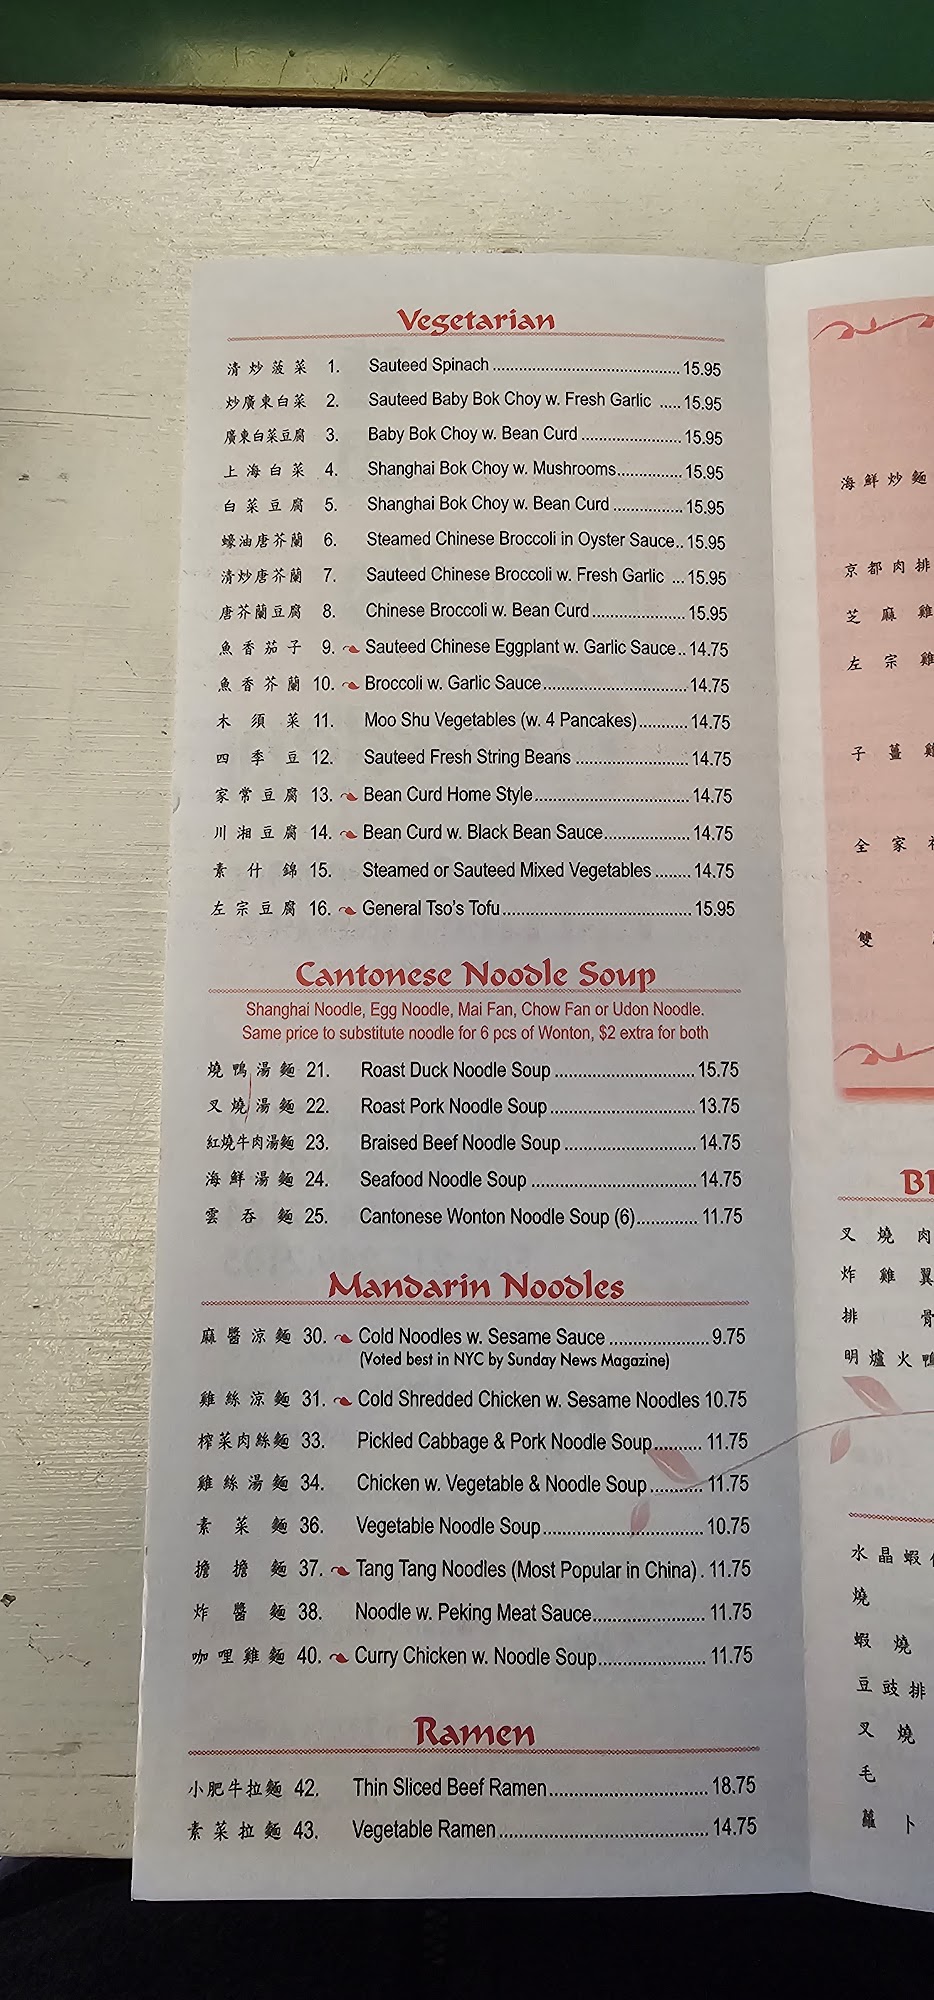 Vegetarian
清炒菠菜 1. Sauteed Spinach 15.95
炒廣東白菜 2. Sauteed Baby Bok Choy w. Fresh Garlic 15.95
廣東白菜豆腐 3. Baby Bok Choy w. Bean Curd 15.95
上海白菜 4. Shanghai Bok Choy w. Mushrooms 15.95
白菜豆腐 5. Shanghai Bok Choy w. Bean Curd 15.95
蠔油唐芥蘭 6. Steamed Chinese Broccoli in Oyster Sauce 15.95
清炒唐芥蘭 7. Sauteed Chinese Broccoli w. Fresh Garlic 15.95
唐芥蘭豆腐 8. Chinese Broccoli w. Bean Curd 15.95
魚香茄子 9. Sauteed Chinese Eggplant w. Garlic Sauce 14.75
魚香芥蘭 10. Broccoli w. Garlic Sauce 14.75
木須菜 11. Moo Shu Vegetables (w. 4 Pancakes) 14.75
四季豆 12. Sauteed Fresh String Beans 14.75
家常豆腐 13. Bean Curd Home Style 14.75
川湘豆腐 14. Bean Curd w. Black Bean Sauce 14.75
素什錦 15. Steamed or Sauteed Mixed Vegetables 14.75
左宗豆腐 16. General Tso's Tofu 15.95
Cantonese Noodle Soup
Shanghai Noodle, Egg Noodle, Mai Fan, Chow Fan or Udon Noodle.
Same price to substitute noodle for 6 pcs of Wonton, $2 extra for both
燒鴨湯麵 21. Roast Duck Noodle Soup 15.75
叉燒湯麵 22. Roast Pork Noodle Soup 13.75
紅燒牛肉湯麵 23. Braised Beef Noodle Soup 14.75
海鮮湯麵 24. Seafood Noodle Soup 14.75
雲吞麵 25. Cantonese Wonton Noodle Soup (6) 11.75
Mandarin Noodles
麻醬涼麵 30. Cold Noodles w. Sesame Sauce 9.75
(Voted best in NYC by Sunday News Magazine)
雞絲涼麵 31. Cold Shredded Chicken w. Sesame Noodles 10.75
榨菜肉絲麵 33. Pickled Cabbage & Pork Noodle Soup 11.75
雞絲湯麵 34. Chicken w. Vegetable & Noodle Soup 11.75
素菜麵 36. Vegetable Noodle Soup 10.75
擔擔麵 37. Tang Tang Noodles (Most Popular in China) 11.75
炸醬麵 38. Noodle w. Peking Meat Sauce 11.75
咖哩雞麵 40. Curry Chicken w. Noodle Soup 11.75
Ramen
小肥牛拉麵 42. Thin Sliced Beef Ramen 18.75
素菜拉麵 43. Vegetable Ramen 14.75
海鮮炒麵
京都肉排
芝麻雞
左宗雞
子薑雞
全家
雙
叉燒肉
炸雞翼
排骨
明爐火鴨
水晶蝦
燒
蝦燒
豆豉排
叉燒
毛
蘿卜